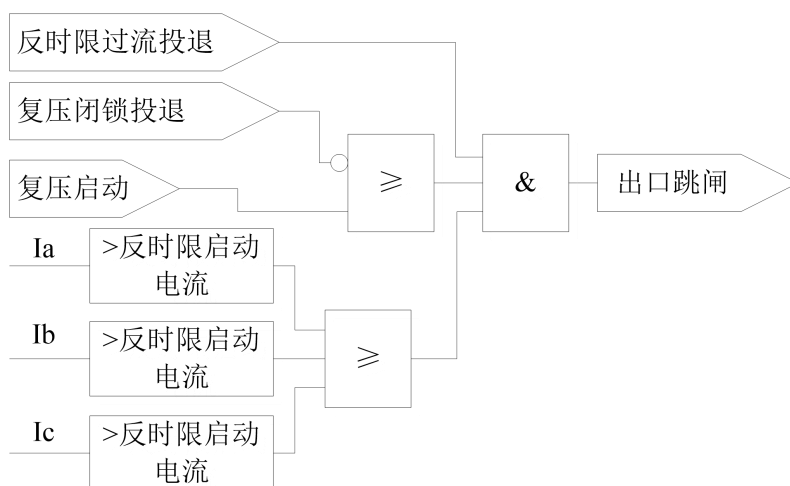 反时限过流投退
复压闭锁投退
复压启动
≥
&
出口跳闸
Ia
>反时限启动
电流
Ib
>反时限启动
电流
≥
Ic
>反时限启动
电流